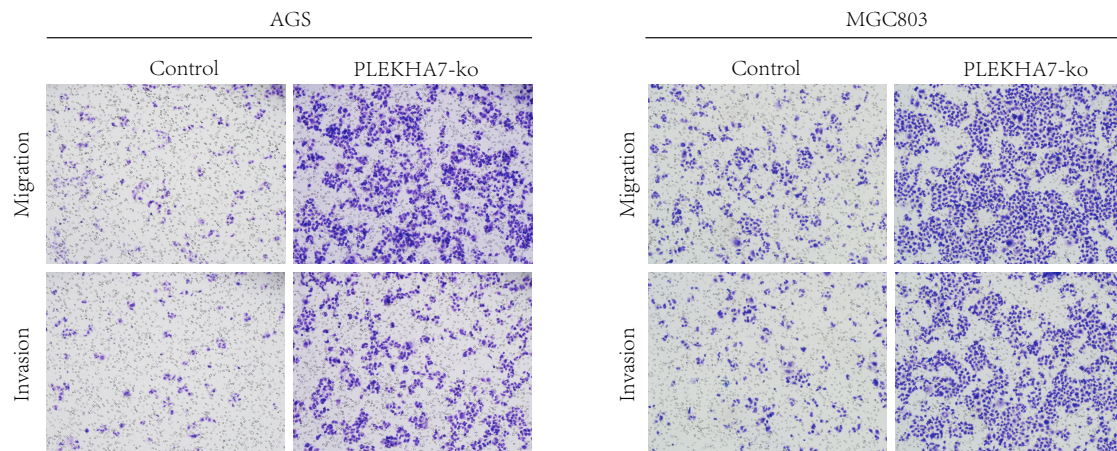 AGS
MGC803
Control
PLEKHA7-ko
Control
PLEKHA7-ko
Migration
Migration
Invasion
Invasion